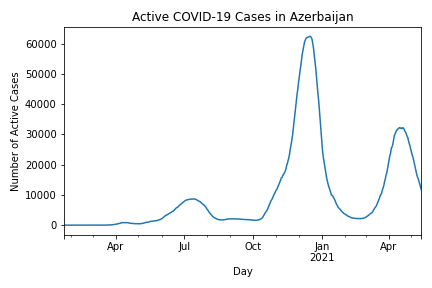 Active COVID-19 Cases in Azerbaijan
Number of Active Cases
60000
50000
40000
30000
20000
10000
0
Apr
Jul
Oct
Jan
2021
Apr
Day